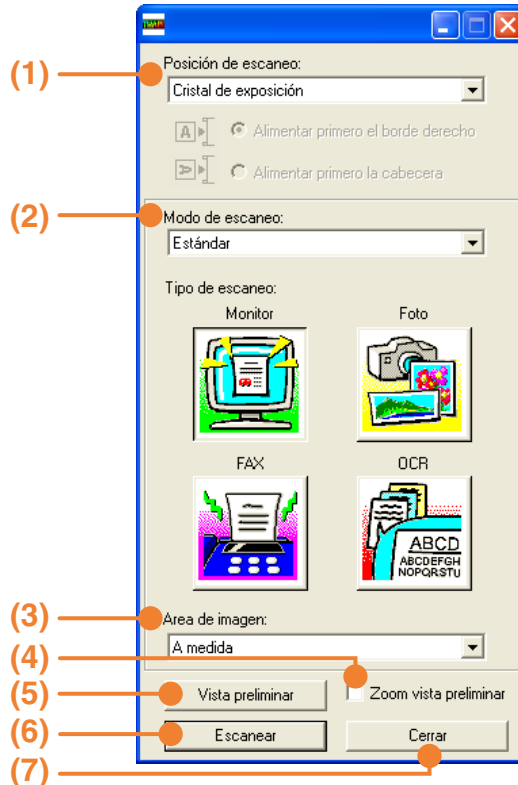 (1)
Posición de escaneo:
Cristal de exposición
A
Alimentar primero el borde derecho
A
Alimentar primero la cabecera
(2)
Modo de escaneo:
Estándar
Tipo de escaneo:
Monitor
Foto
FAX
OCR
ABCD
ABCDEFGH
NOPQRSTU
(3)
Area de imagen:
A medida
(4)
Zoom vista preliminar
(5)
Vista preliminar
(6)
Escanear
Cerrar
(7)